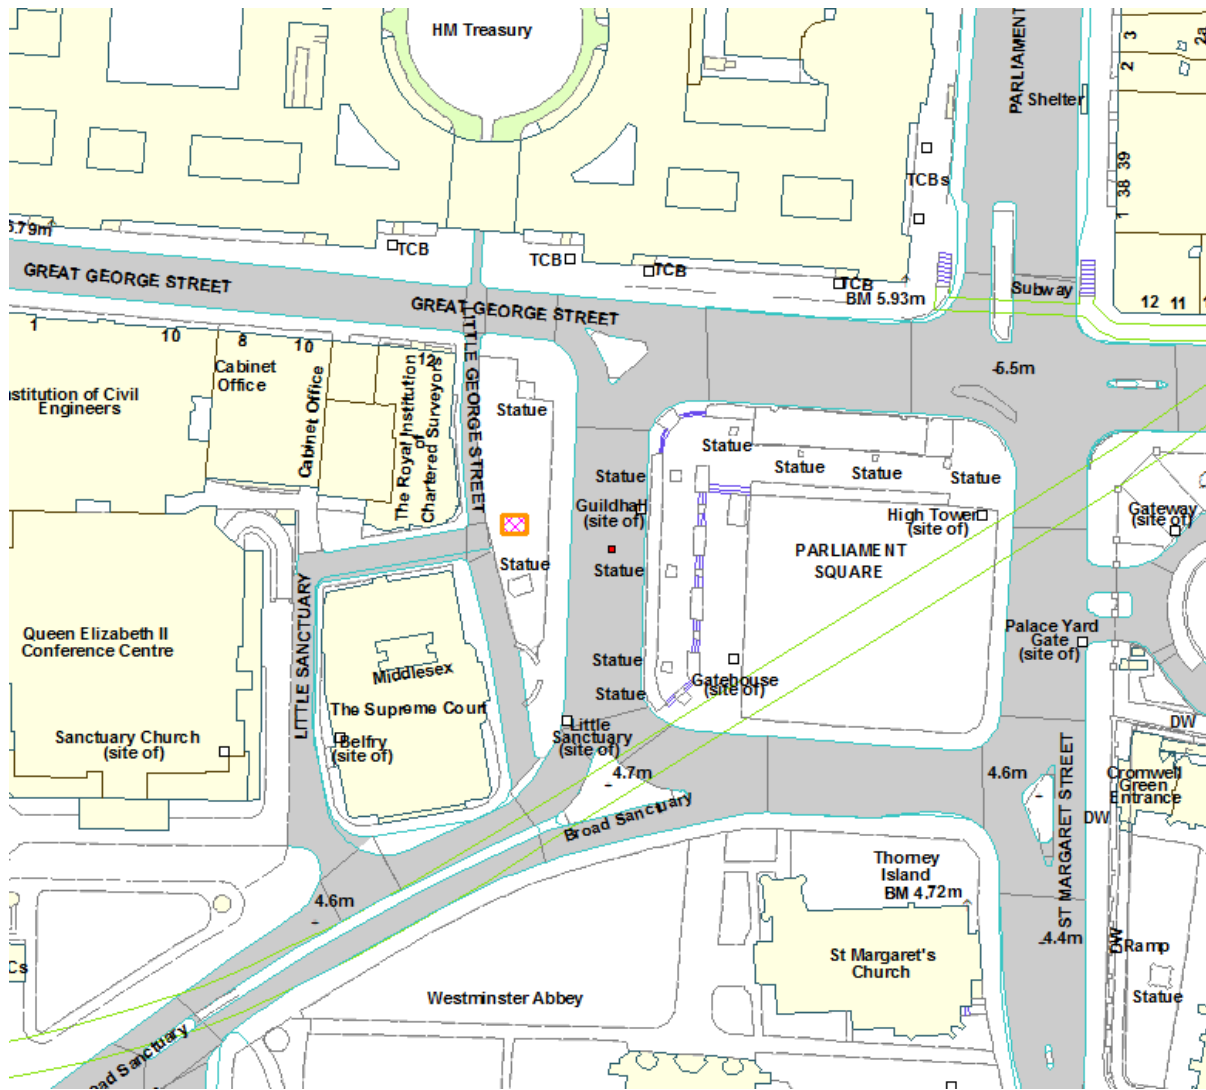 HM Treasury
PARLIAMENT
3
2
2a
Shelter
39
38
1
TCBs
5.79m
TCB
TCB
TCB
TCB
BM 5.93m
Subway
12
11
GREAT GEORGE STREET
GREAT GEORGE STREET
LITTLE GEORGE STREET
1
10
8
10
12
Cabinet
Office
Cabinet Office
The Royal Institution
of
Chartered Surveyors
stitution of Civil
Engineers
5.5m
Statue
Statue
Statue
Statue
Statue
Statue
Guildhall
(site of)
High Tower
(site of)
Gateway
(site of)
PARLIAMENT
SQUARE
Statue
Statue
LITTLE SANCTUARY
Queen Elizabeth II
Conference Centre
Palace Yard
Gate
(site of)
Middlesex
Statue
Gatehouse
(site of)
Statue
The Supreme Court
Sanctuary Church
(site of)
Belfry
(site of)
Little
Sanctuary
(site of)
DW
4.7m
4.6m
ST MARGARET STREET
Cromwell
Green
Entrance
Broad Sanctuary
DW
Thorney
Island
BM 4.72m
4.6m
4.4m
DW
Ramp
Cs
St Margaret's
Church
Westminster Abbey
Statue
oad Sanctuary